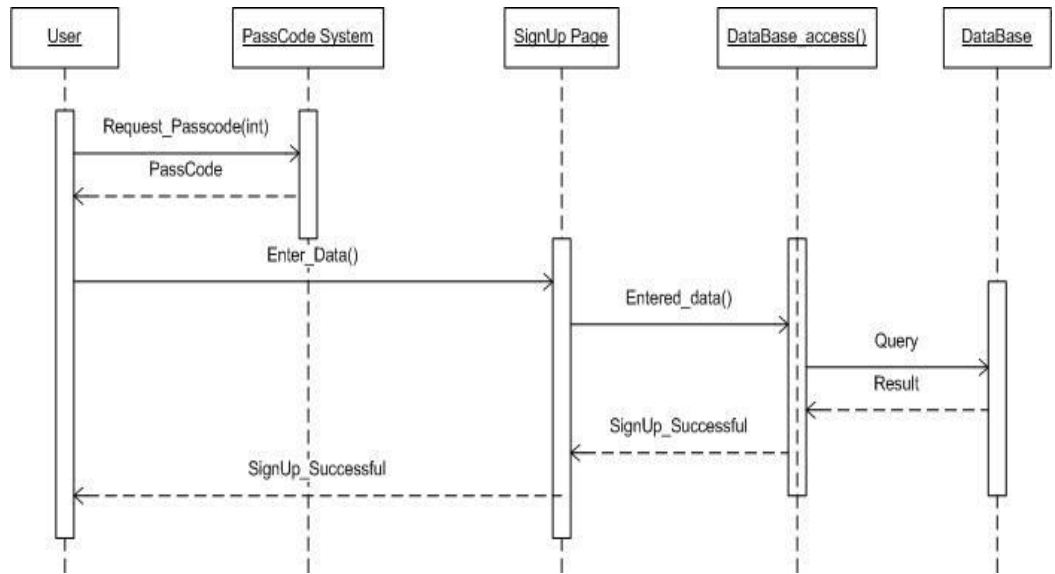 User
PassCode System
SignUp Page
DataBase_access()
DataBase
Request_Passcode(int)
PassCode
Enter_Data()
Entered_data()
Query
Result
SignUp_Successful
SignUp_Successful